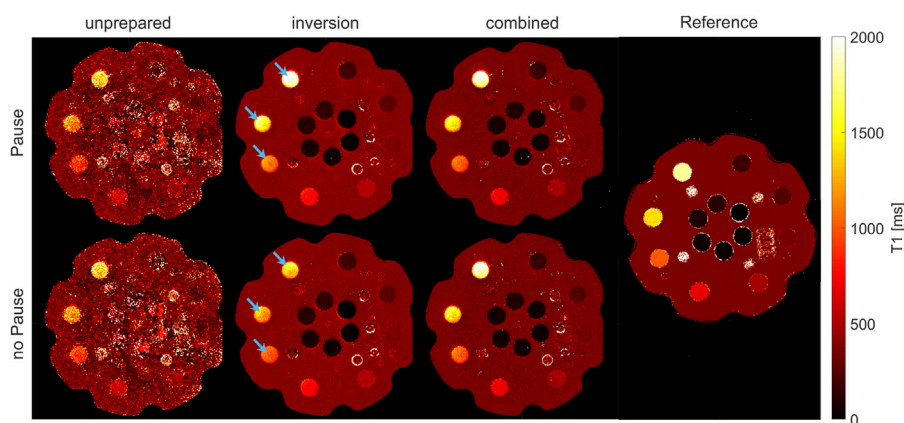 unprepared inversion combined Reference
Pause
no Pause
2000
1500
1000
500
0
T1 [ms]